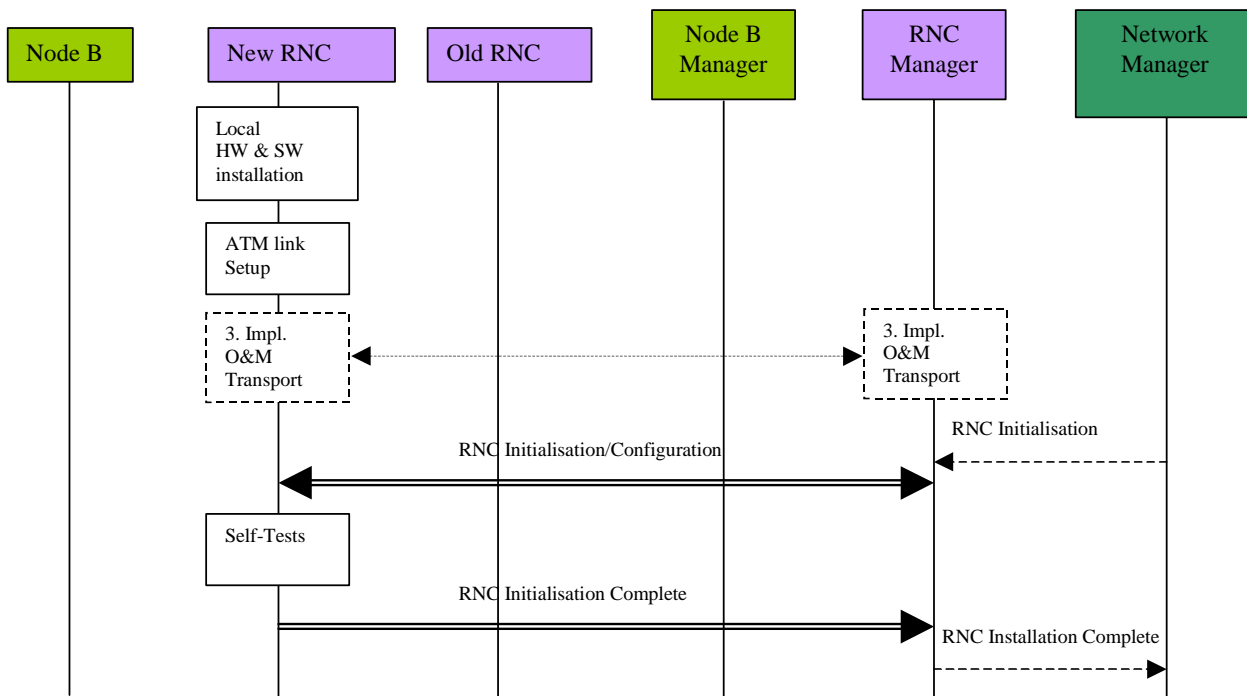 Node B
New RNC
Old RNC
Node B
Manager
RNC
Manager
Network
Manager
Local
HW & SW
installation
ATM link
Setup
3. Impl.
O&M
Transport
3. Impl.
O&M
Transport
RNC Initialisation
RNC Initialisation/Configuration
Self-Tests
RNC Initialisation Complete
RNC Installation Complete